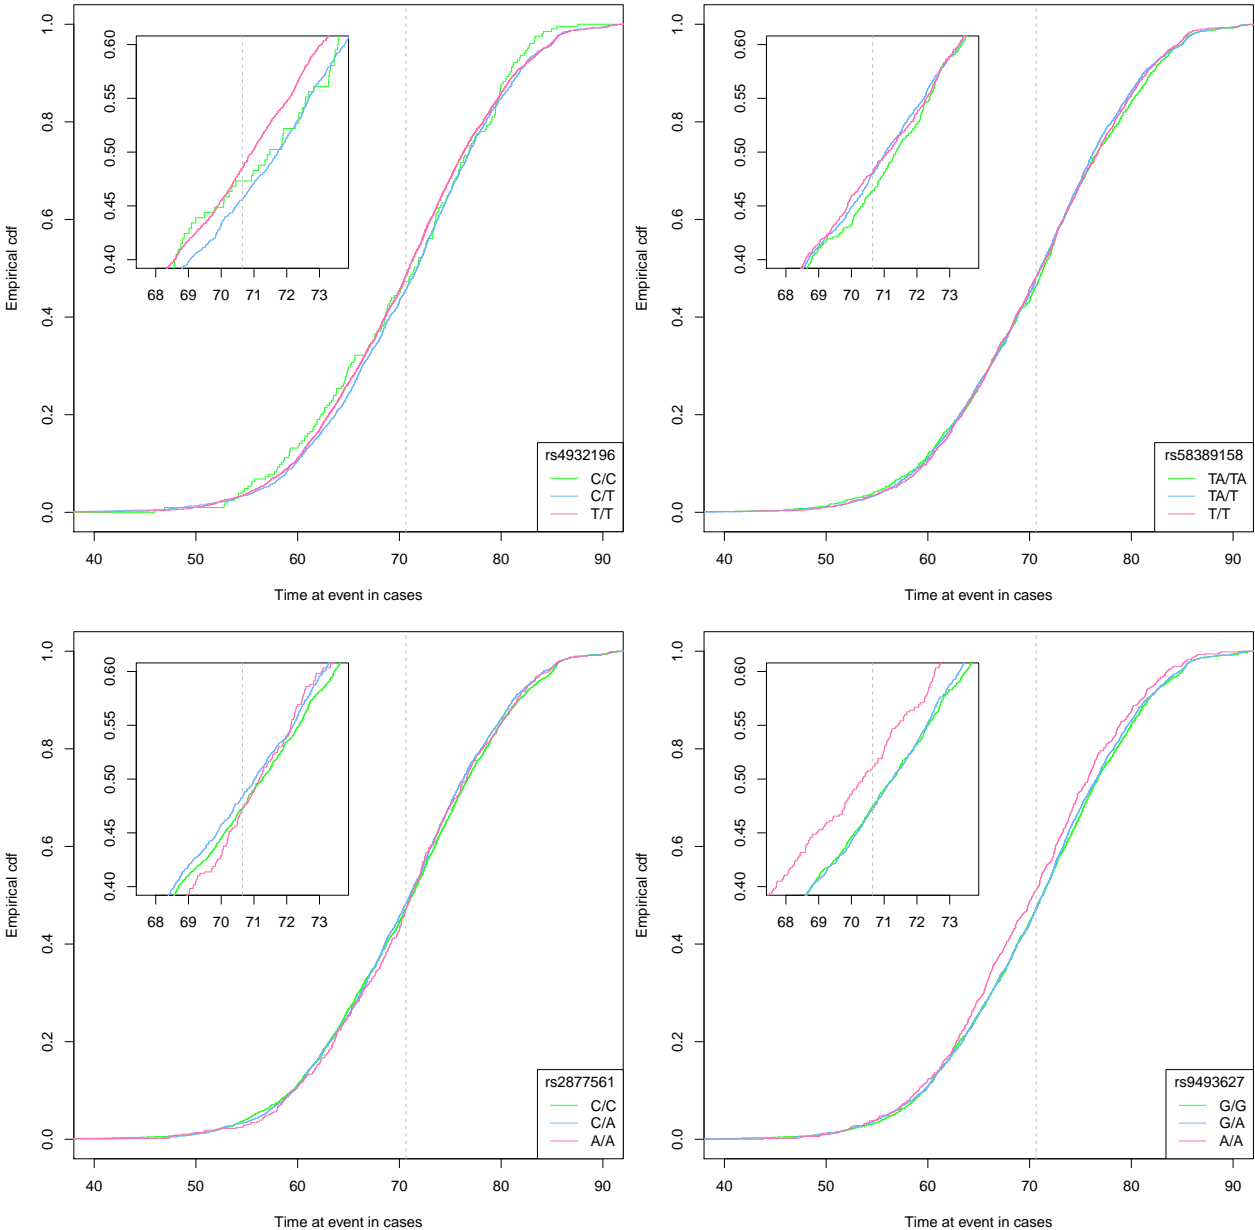 1.0
0.8
0.6
0.4
0.2
0.0
Empirical cdf
0.60
0.55
0.50
0.45
0.40
68 69 70 71 72 73
rs4932196
C/C
C/T
T/T
40 50 60 70 80 90
Time at event in cases
1.0
0.8
0.6
0.4
0.2
0.0
Empirical cdf
0.60
0.55
0.50
0.45
0.40
68 69 70 71 72 73
rs58389158
TA/TA
TA/T
T/T
40 50 60 70 80 90
Time at event in cases
1.0
0.8
0.6
0.4
0.2
0.0
Empirical cdf
0.60
0.55
0.50
0.45
0.40
68 69 70 71 72 73
rs2877561
C/C
C/A
A/A
40 50 60 70 80 90
Time at event in cases
1.0
0.8
0.6
0.4
0.2
0.0
Empirical cdf
0.60
0.55
0.50
0.45
0.40
68 69 70 71 72 73
rs9493627
G/G
G/A
A/A
40 50 60 70 80 90
Time at event in cases